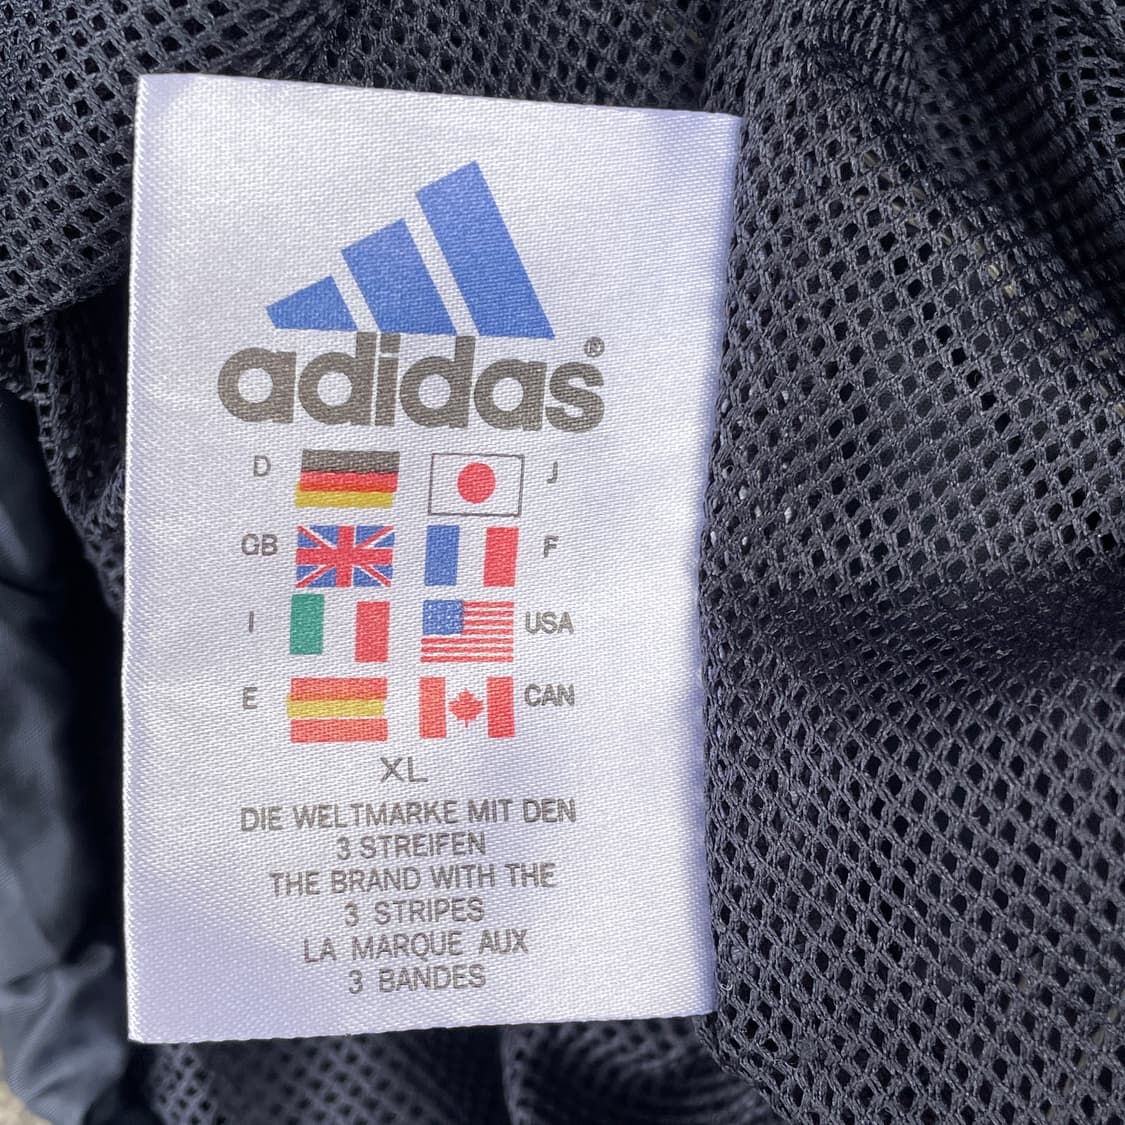 adidas®
D J
GB F
I USA
E CAN
XL
DIE WELTMARKE MIT DEN
3 STREIFEN
THE BRAND WITH THE
3 STRIPES
LA MARQUE AUX
3 BANDES